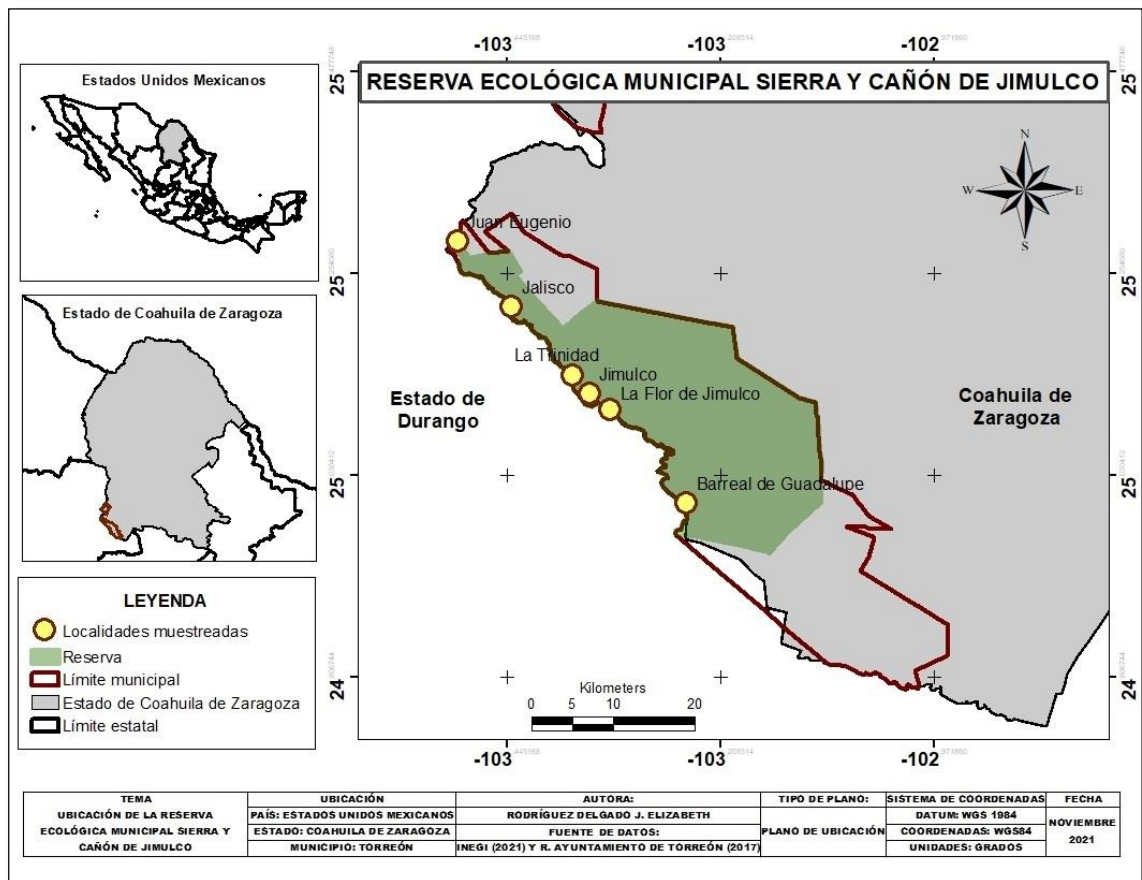 Estados Unidos Mexicanos
Estado de Coahuila de Zaragoza
LEYENDA
Localidades muestreadas
Reserva
Límite municipal
Estado de Coahuila de Zaragoza
Límite estatal
-103 -103 -102
RESERVA ECOLÓGICA MUNICIPAL SIERRA Y CAÑÓN DE JIMULCO
25
25
25
24
25
25
25
24
N
W E
S
Juan Eugenio
Jalisco
La Trinidad
Jimulco
La Flor de Jimulco
Barreal de Guadalupe
Estado de
Durango
Coahuila de
Zaragoza
Kilometers
0 5 10 20
-103 -103 -102
TEMA
UBICACIÓN DE LA RESERVA
ECOLÓGICA MUNICIPAL SIERRA Y
CAÑÓN DE JIMULCO
UBICACIÓN
PAÍS: ESTADOS UNIDOS MEXICANOS
ESTADO: COAHUILA DE ZARAGOZA
MUNICIPIO: TORREÓN
AUTORA:
RODRÍGUEZ DELGADO J. ELIZABETH
FUENTE DE DATOS:
INEGI (2021) Y R. AYUNTAMIENTO DE TORREÓN (2017)
TIPO DE PLANO:
PLANO DE UBICACIÓN
SISTEMA DE COORDENADAS
DATUM: WGS 1984
COORDENADAS: WGS84
UNIDADES: GRADOS
FECHA
NOVIEMBRE
2021